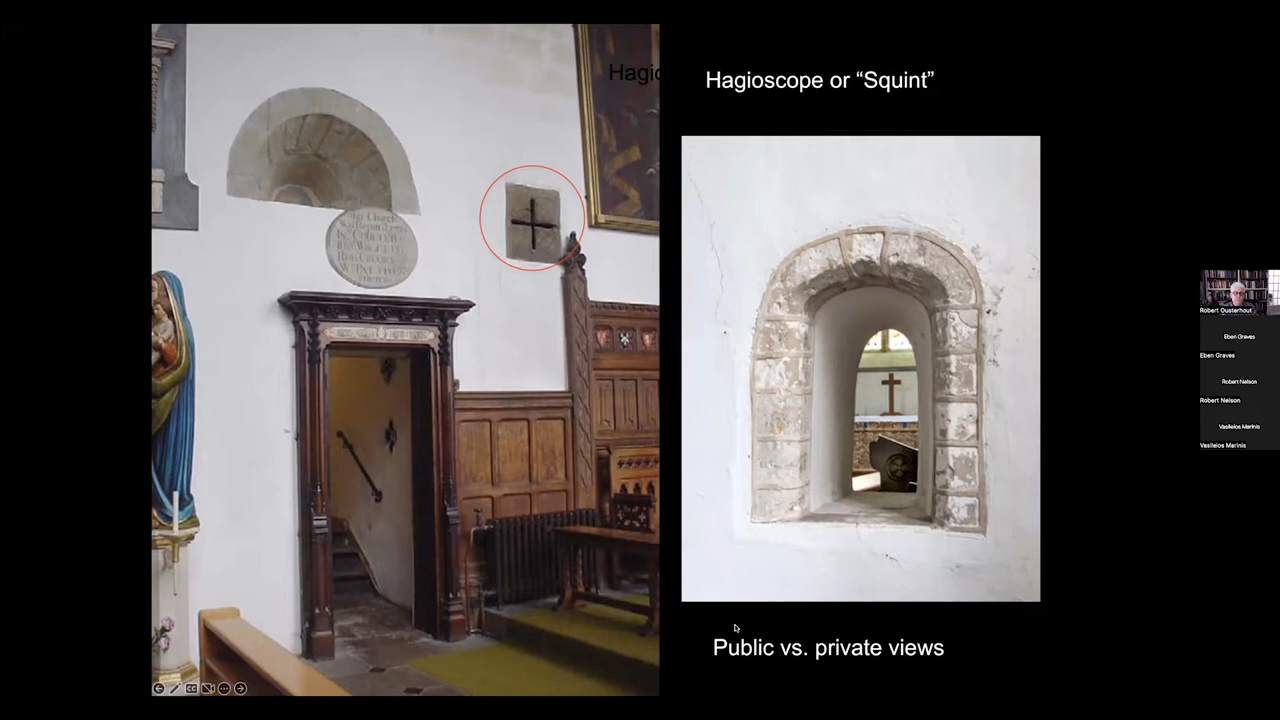 Hagio
Hagioscope or “Squint”
Public vs. private views
CC
Robert Ousterhout
Eben Graves
Eben Graves
Robert Nelson
Robert Nelson
Vasileios Marinis
Vasileios Marinis